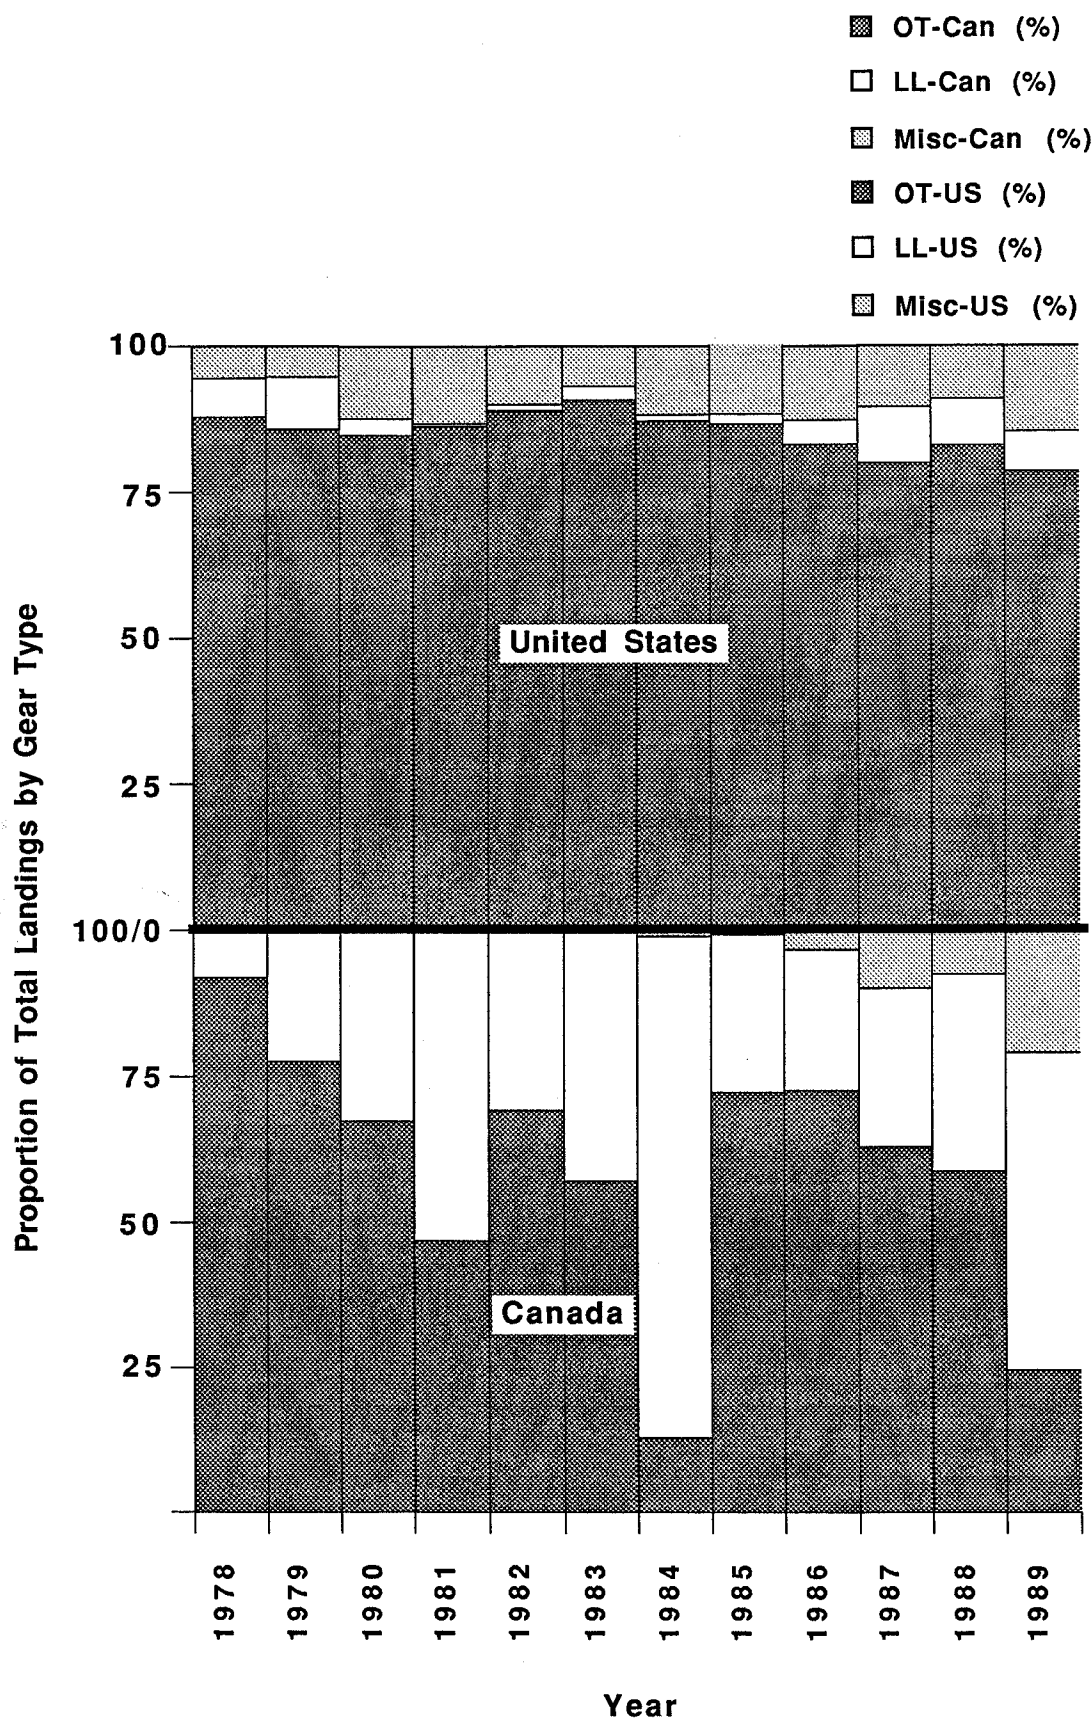 OT-Can (%)
LL-Can (%)
Misc-Can (%)
OT-US (%)
LL-US (%)
Misc-US (%)
100
75
50
25
100/0
75
50
25
United States
Canada
Proportion of Total Landings by Gear Type
1978
1979
1980
1981
1982
1983
1984
1985
1986
1987
1988
1989
Year